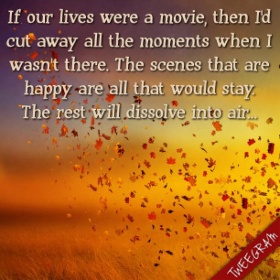 If our lives were a movie, then I'd
cut away all the moments when I
wasn't there. The scenes that are
happy are all that would stay.
The rest will dissolve into air...
TWEEGRAM